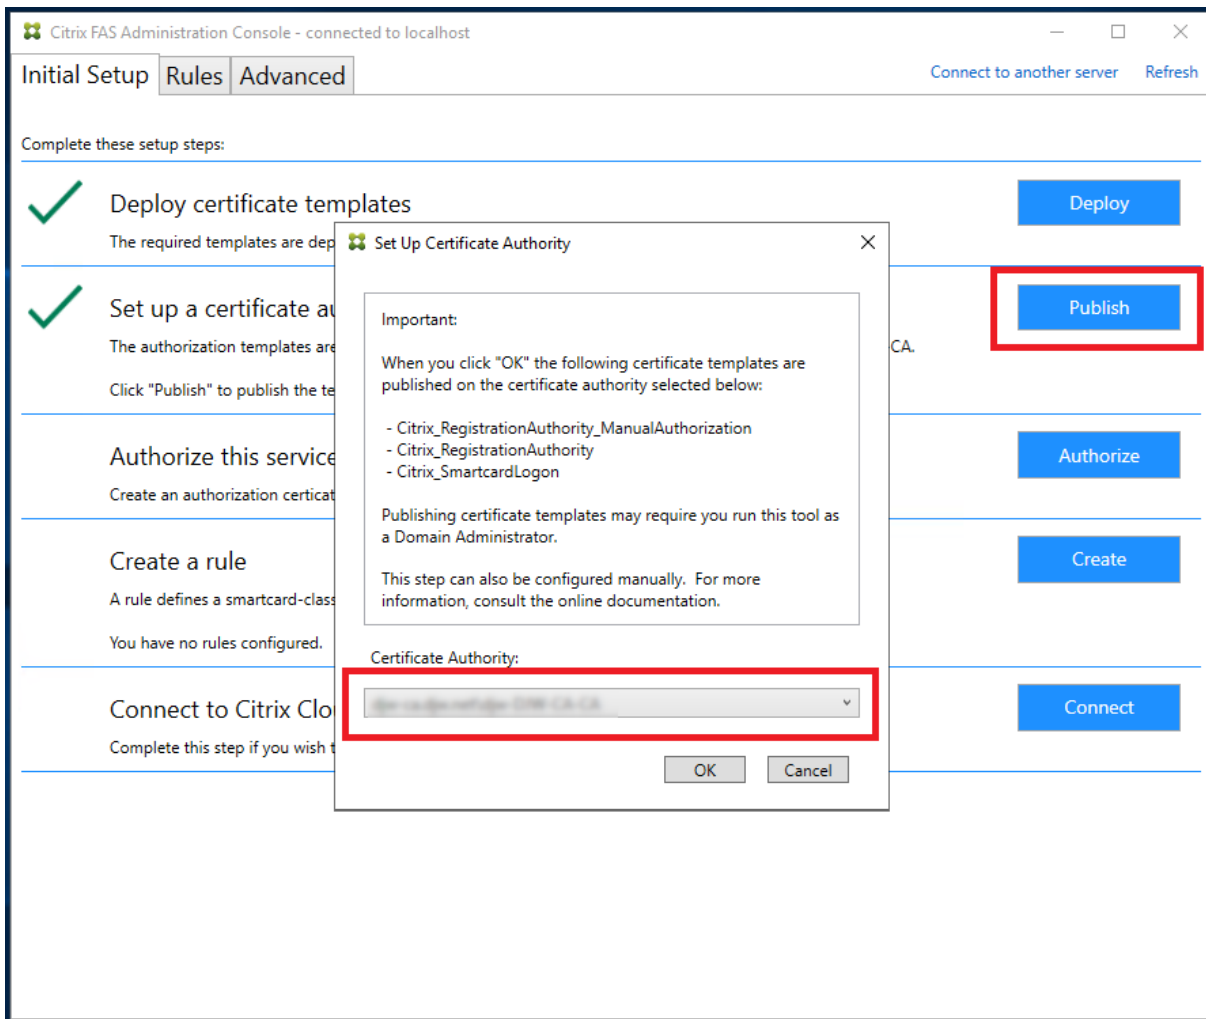 Citrix FAS Administration Console - connected to localhost
Initial Setup Rules Advanced
Connect to another server Refresh
Complete these setup steps:
Deploy certificate templates
Deploy
The required templates are dep
Set up a certificate au
Publish
The authorization templates are
-CA.
Click "Publish" to publish the te
Authorize this service
Authorize
Create an authorization certicat
Create a rule
Create
A rule defines a smartcard-class
You have no rules configured.
Connect to Citrix Clou
Connect
Complete this step if you wish t
Set Up Certificate Authority
Important:
When you click "OK" the following certificate templates are
published on the certificate authority selected below:
- Citrix_RegistrationAuthority_ManualAuthorization
- Citrix_RegistrationAuthority
- Citrix_SmartcardLogon
Publishing certificate templates may require you run this tool as
a Domain Administrator.
This step can also be configured manually. For more
information, consult the online documentation.
Certificate Authority:
OK Cancel